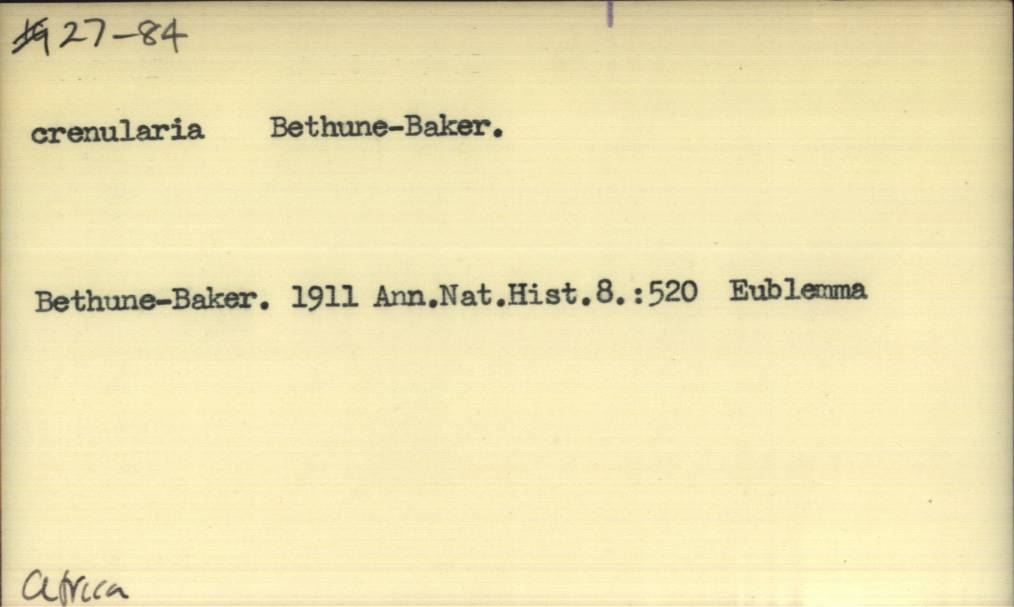 27-84
crenularia Bethune-Baker.
Bethune-Baker. 1911 Ann.Nat.Hist.8.:520 Eublemma
Africa